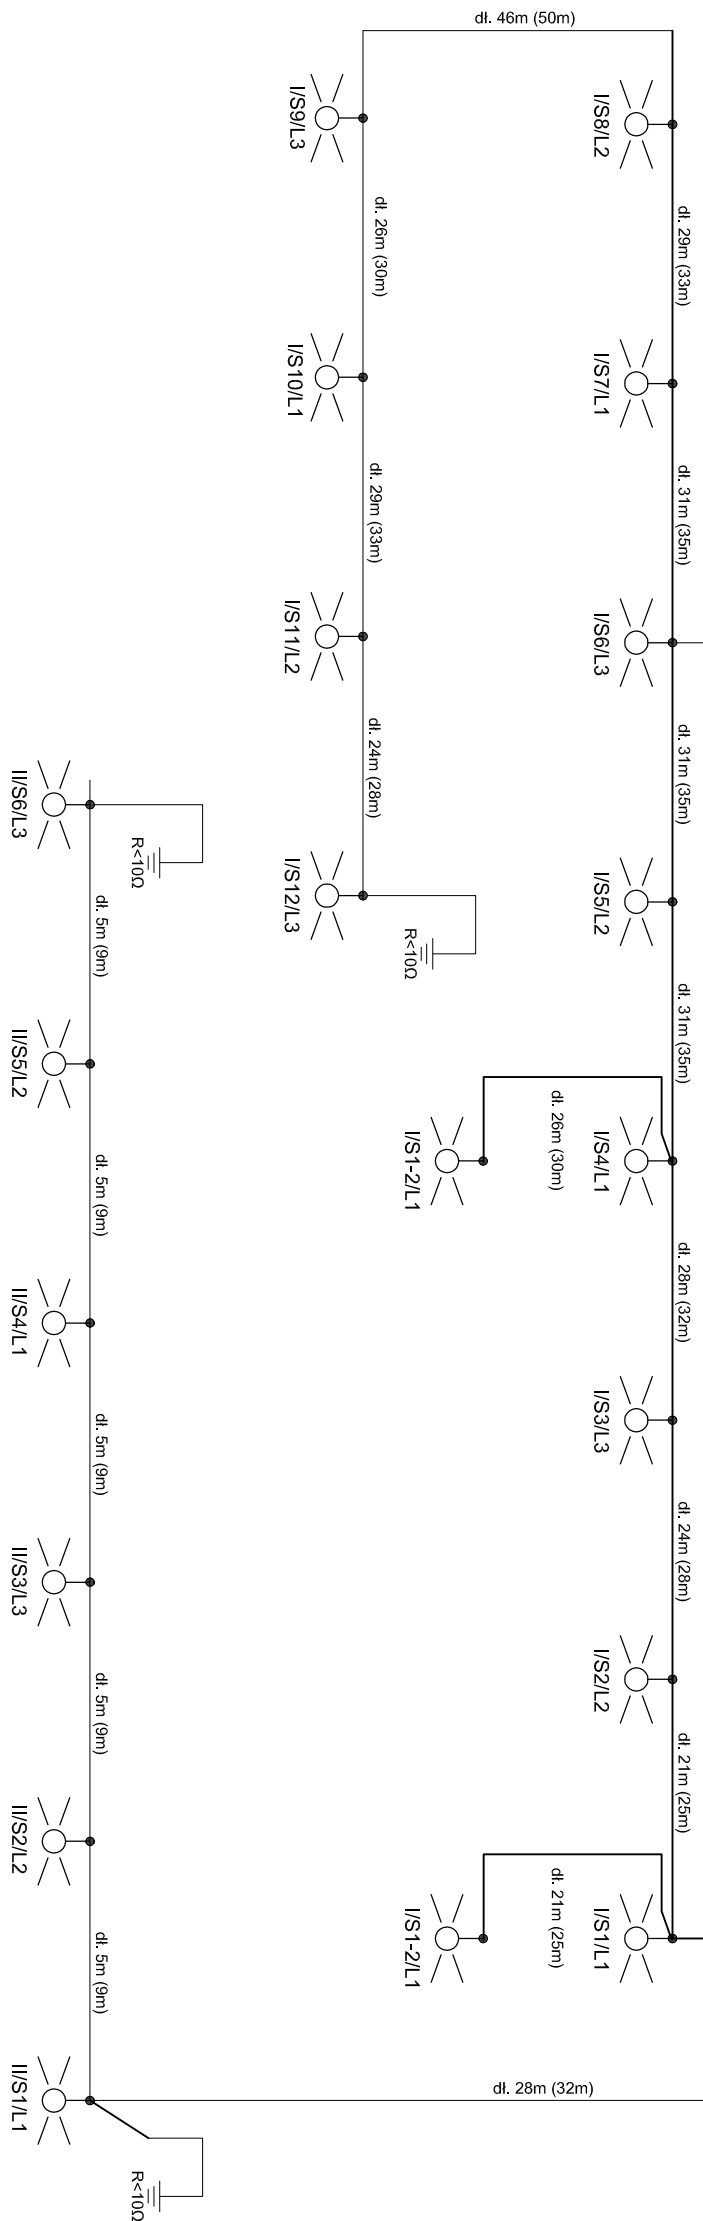 dł. 46m (50m)
I/S8/L2
dł. 29m (33m)
I/S7/L1
dł. 31m (35m)
I/S6/L3
dł. 31m (35m)
I/S5/L2
dł. 31m (35m)
I/S4/L1
dł. 28m (32m)
I/S3/L3
dł. 24m (28m)
I/S2/L2
dł. 21m (25m)
I/S1/L1
dł. 26m (30m)
I/S1-2/L1
dł. 21m (25m)
I/S1-2/L1
I/S9/L3
dł. 26m (30m)
I/S10/L1
dł. 29m (33m)
I/S11/L2
dł. 24m (28m)
I/S12/L3
R<10Ω
R<10Ω
II/S6/L3
dł. 5m (9m)
II/S5/L2
dł. 5m (9m)
II/S4/L1
dł. 5m (9m)
II/S3/L3
dł. 5m (9m)
II/S2/L2
dł. 5m (9m)
II/S1/L1
dł. 28m (32m)
R<10Ω